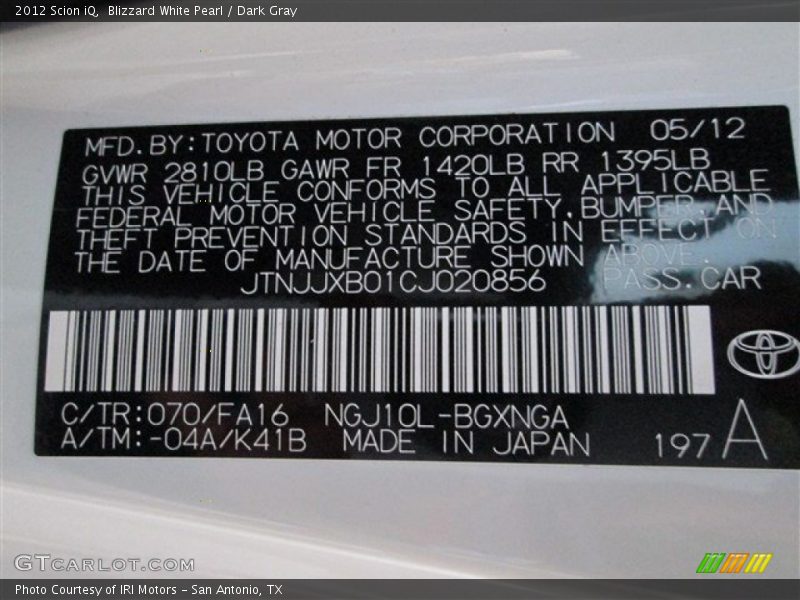 2012 Scion iQ, Blizzard White Pearl / Dark Gray
MFD. BY: TOYOTA MOTOR CORPORATION 05/12
GVWR 2810LB GAWR FR 1420LB RR 1395LB
THIS VEHICLE CONFORMS TO ALL APPLICABLE
FEDERAL MOTOR VEHICLE SAFETY, BUMPER AND
THEFT PREVENTION STANDARDS IN EFFECT ON
THE DATE OF MANUFACTURE SHOWN ABOVE.
JTNJJXB01CJ020856 PASS.CAR
C/TR:070/FA16 NGJ10L-BGXNGA
A/TM:-04A/K41B MADE IN JAPAN 197 A
GTCARLOT.COM
Photo Courtesy of IRI Motors - San Antonio, TX